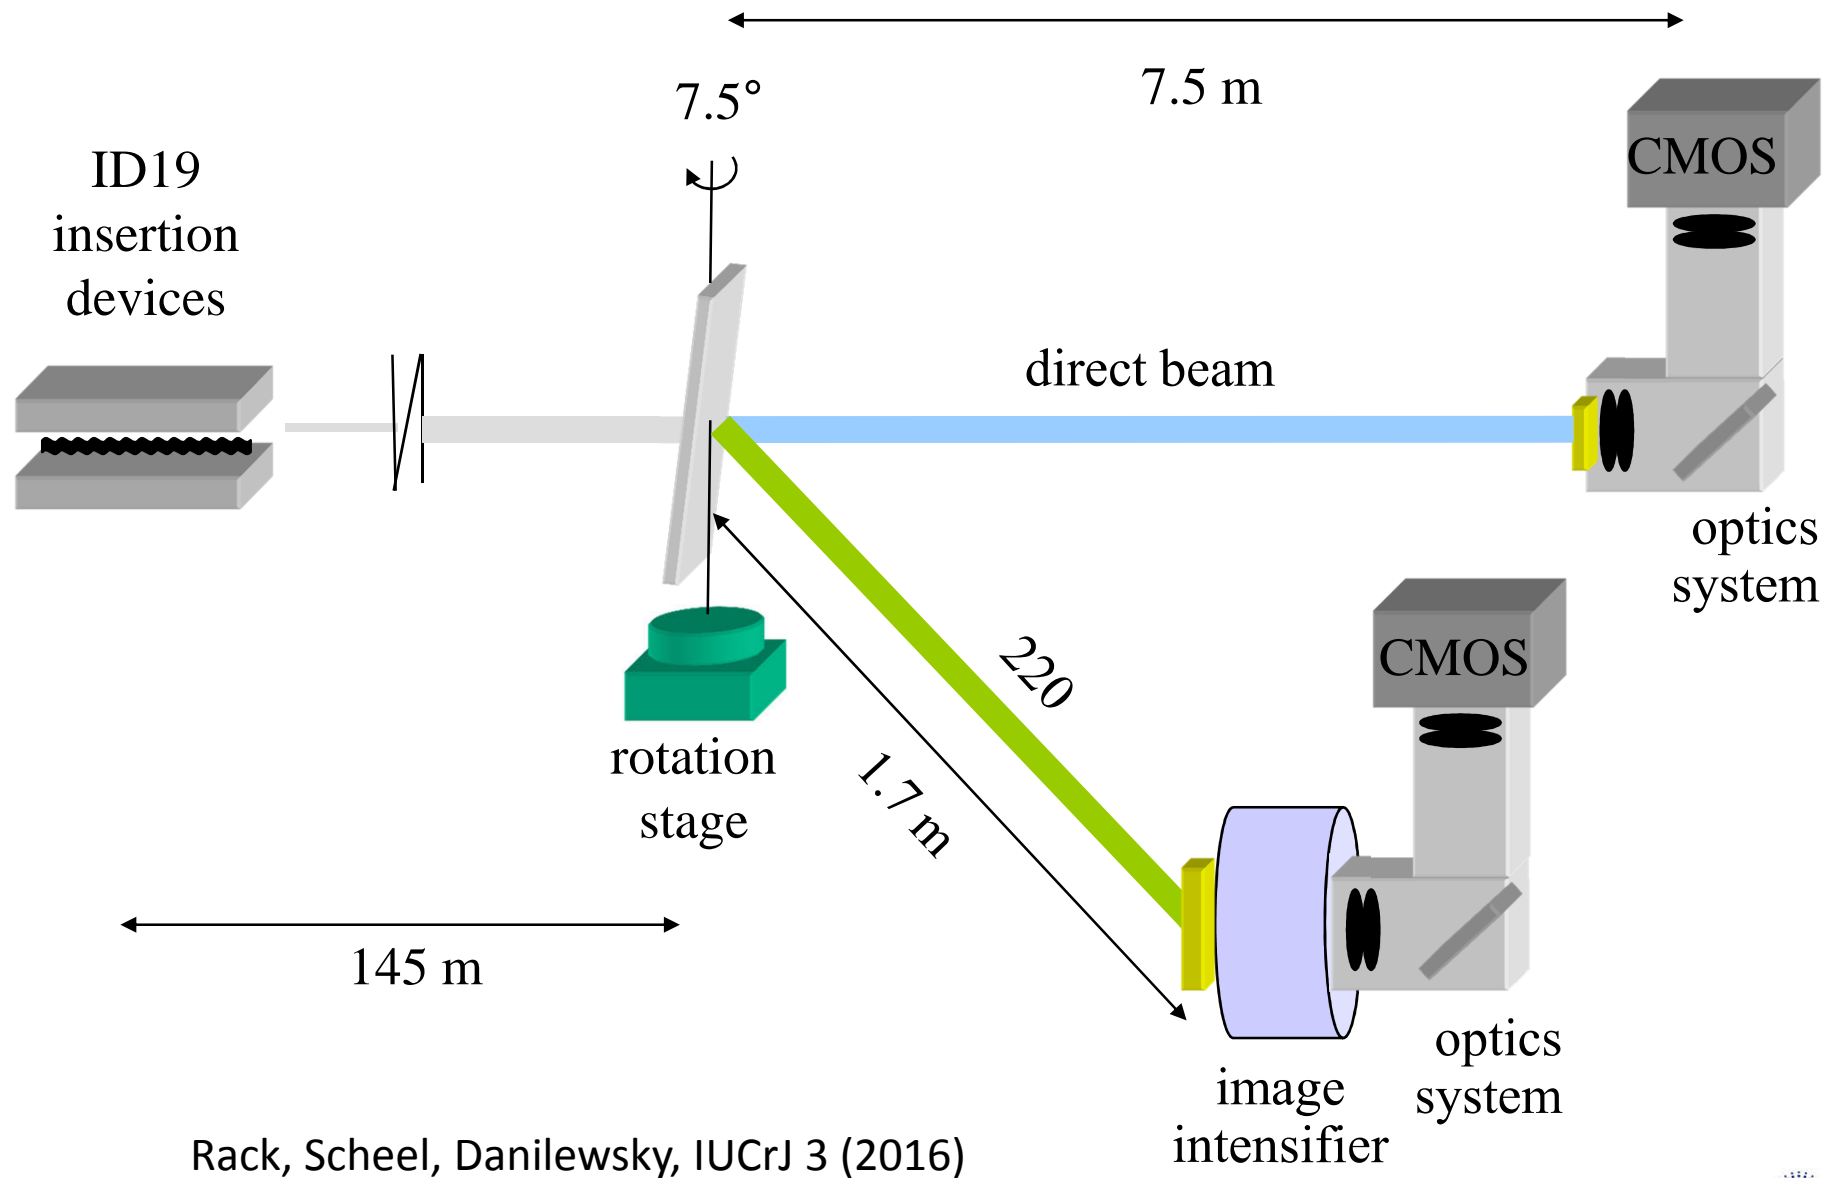 7.5 m
7.5°
CMOS
ID19
insertion
devices
direct beam
optics
system
CMOS
220
rotation
stage
1.7 m
145 m
optics
system
image
intensifier
Rack, Scheel, Danilewsky, IUCrJ 3 (2016)